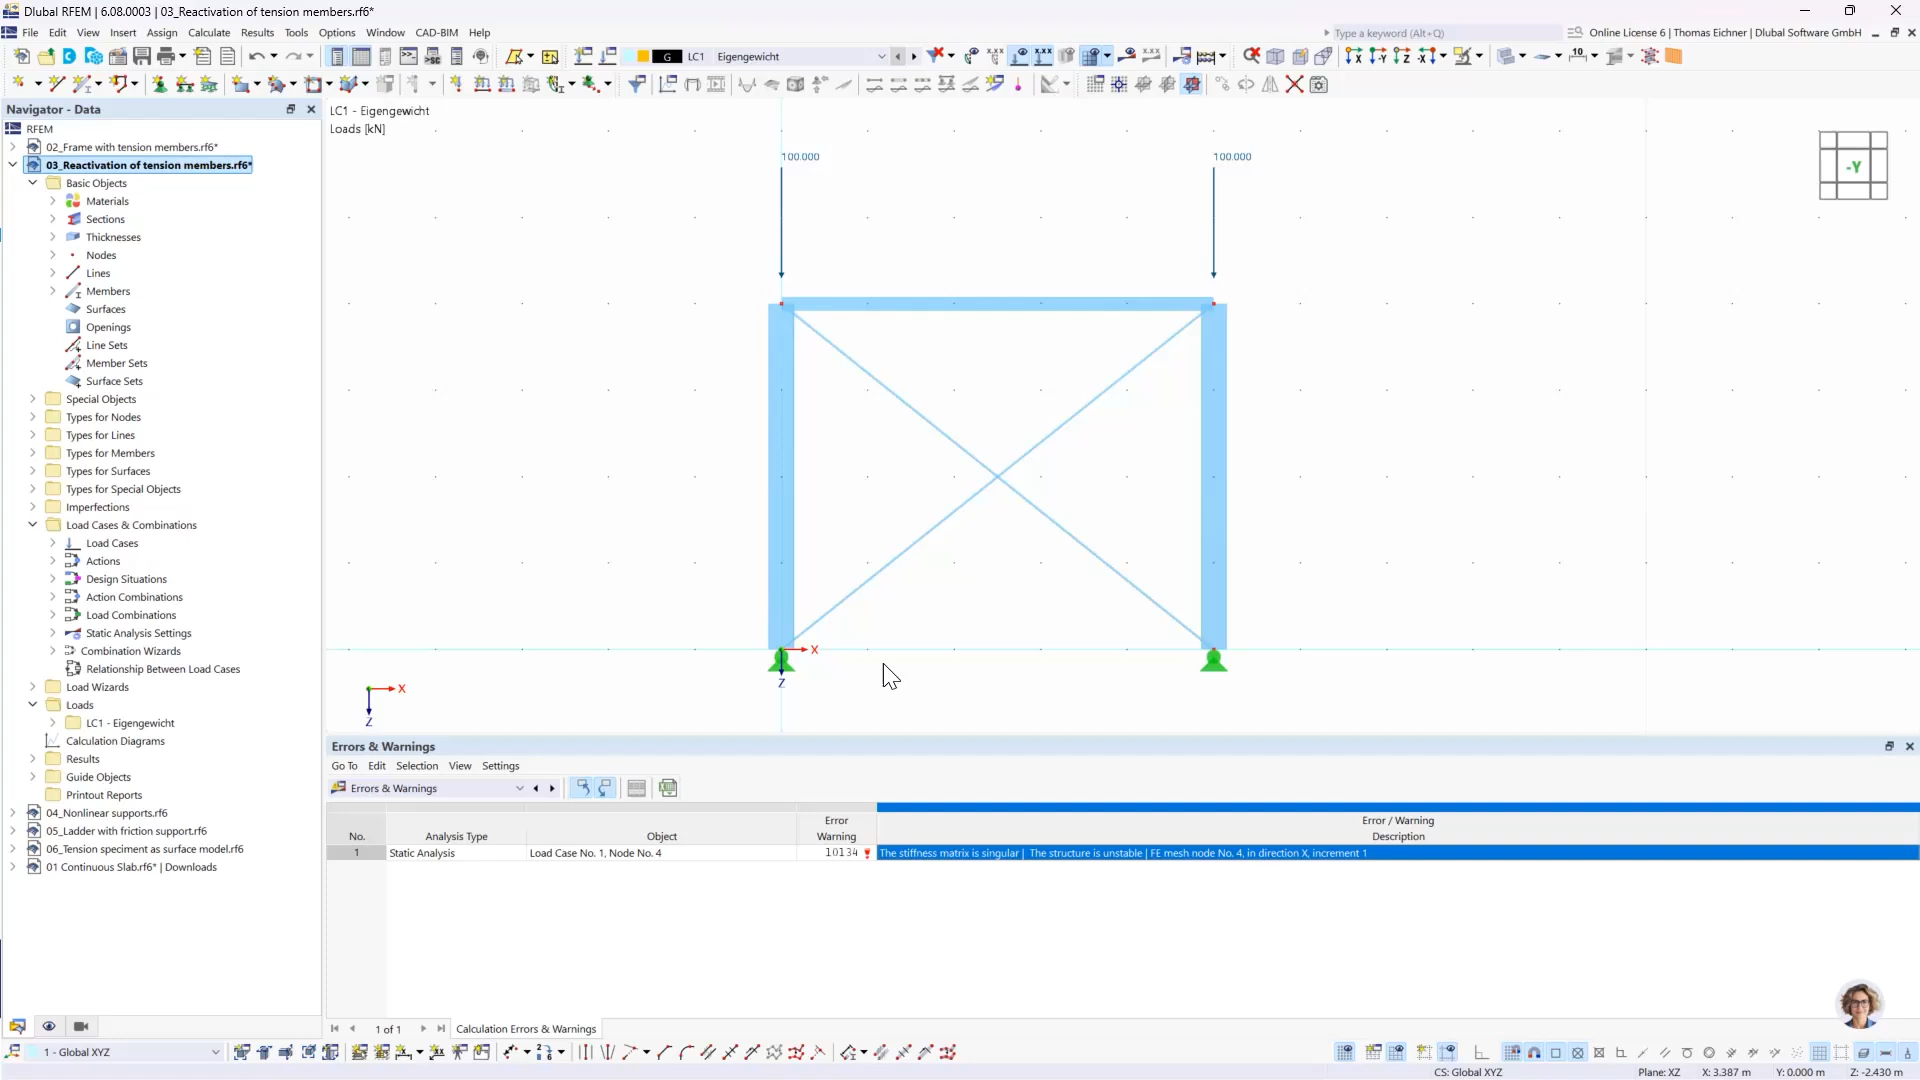 Dlubal RFEM | 6.08.0003 | 03_Reactivation of tension members.rf6*
File Edit View Insert Assign Calculate Results Tools Options Window CAD-BIM Help
Type a keyword (Alt+Q)
Online License 6 | Thomas Eichner | Dlubal Software GmbH
G LC1 Eigengewicht
Navigator - Data
RFEM
02_Frame with tension members.rf6*
03_Reactivation of tension members.rf6*
Basic Objects
Materials
Sections
Thicknesses
Nodes
Lines
Members
Surfaces
Openings
Line Sets
Member Sets
Surface Sets
Special Objects
Types for Nodes
Types for Lines
Types for Members
Types for Surfaces
Types for Special Objects
Imperfections
Load Cases & Combinations
Load Cases
Actions
Design Situations
Action Combinations
Load Combinations
Static Analysis Settings
Combination Wizards
Relationship Between Load Cases
Load Wizards
Loads
LC1 - Eigengewicht
Calculation Diagrams
Results
Guide Objects
Printout Reports
04_Nonlinear supports.rf6
05_Ladder with friction support.rf6
06_Tension speciment as surface model.rf6
01 Continuous Slab.rf6* | Downloads
LC1 - Eigengewicht
Loads [kN]
100.000
100.000
-Y
X
Z
X
Z
Errors & Warnings
Go To Edit Selection View Settings
Errors & Warnings
No.
Analysis Type
Object
Error
Warning
Error / Warning
Description
1 Static Analysis Load Case No. 1, Node No. 4 10134 The stiffness matrix is singular | The structure is unstable | FE mesh node No. 4, in direction X, increment 1
1 of 1
Calculation Errors & Warnings
1 - Global XYZ
CS: Global XYZ
Plane: XZ
X: 3.387 m
Y: 0.000 m
Z: -2.430 m